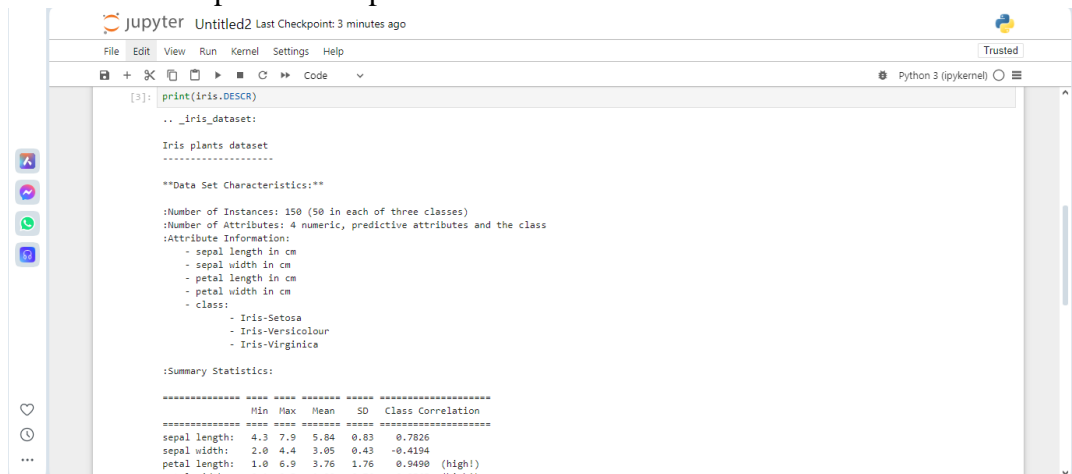 jupyter Untitled2 Last Checkpoint: 3 minutes ago
File Edit View Run Kernel Settings Help Trusted
Code Python 3 (ipykernel)
[3]: print(iris.DESCR)
.. _iris_dataset:
Iris plants dataset
--------------------
**Data Set Characteristics:**
:Number of Instances: 150 (50 in each of three classes)
:Number of Attributes: 4 numeric, predictive attributes and the class
:Attribute Information:
- sepal length in cm
- sepal width in cm
- petal length in cm
- petal width in cm
- class:
- Iris-Setosa
- Iris-Versicolour
- Iris-Virginica
:Summary Statistics:
============== ==== ==== ======= ===== ====================
Min Max Mean SD Class Correlation
============== ==== ==== ======= ===== ====================
sepal length: 4.3 7.9 5.84 0.83 0.7826
sepal width: 2.0 4.4 3.05 0.43 -0.4194
petal length: 1.0 6.9 3.76 1.76 0.9490 (high!)